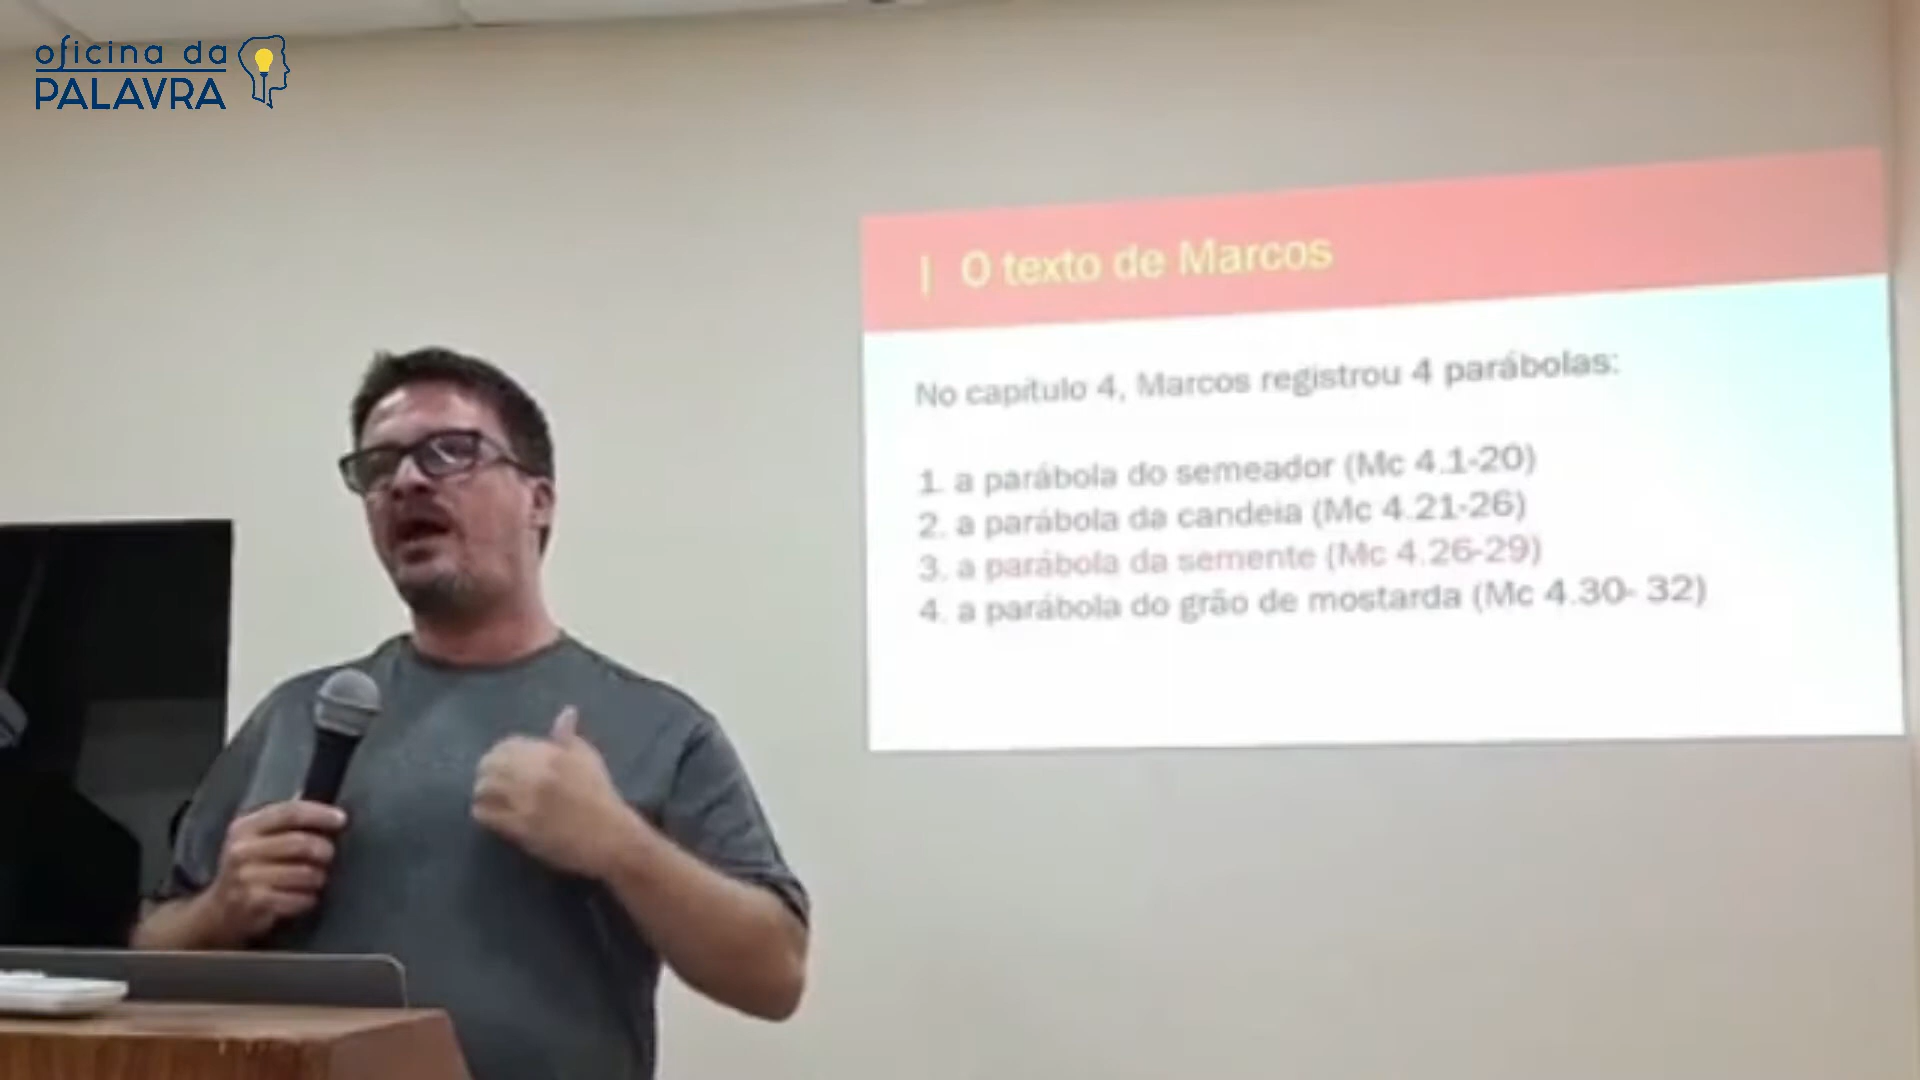 oficina da
PALAVRA
| O texto de Marcos
No capítulo 4, Marcos registrou 4 parábolas:
1. a parábola do semeador (Mc 4.1-20)
2. a parábola da candeia (Mc 4.21-26)
3. a parábola da semente (Mc 4.26-29)
4. a parábola do grão de mostarda (Mc 4.30- 32)